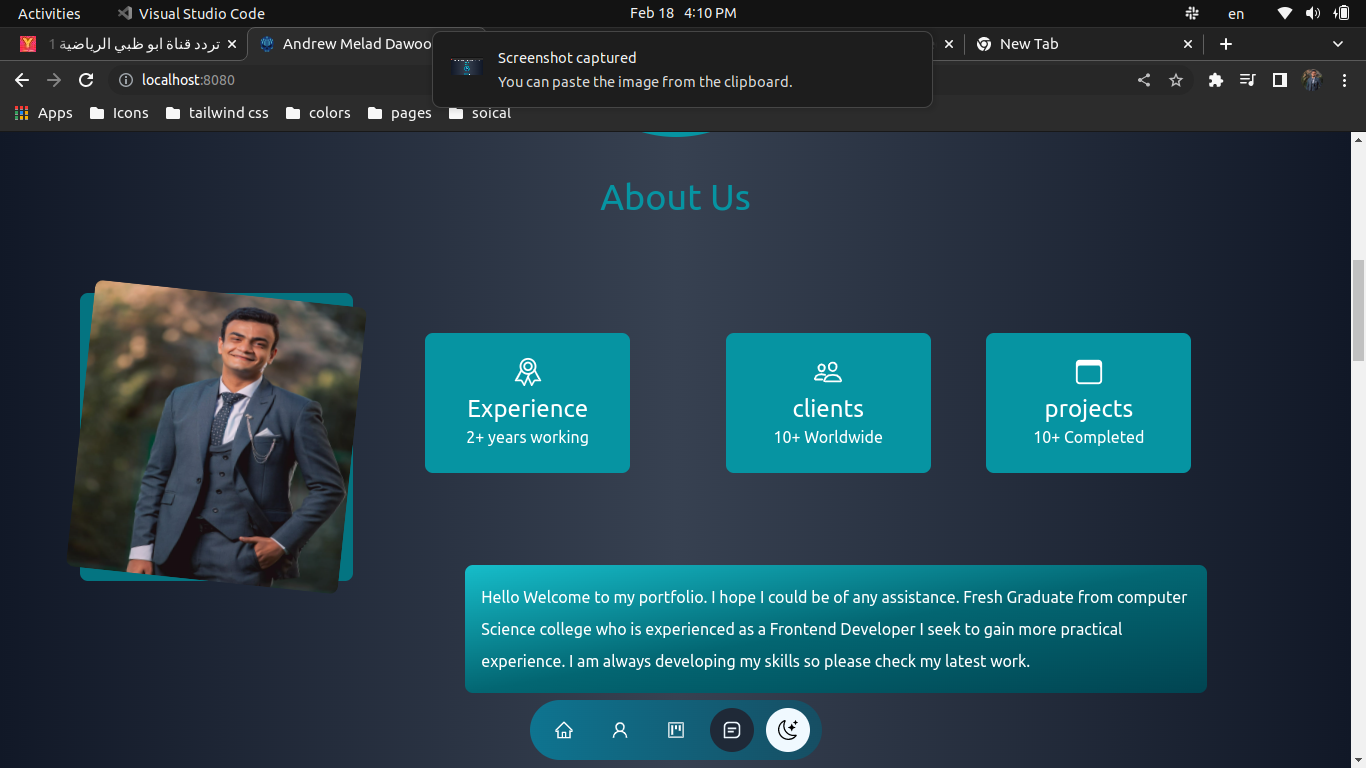 Activities
Visual Studio Code
Feb 18 4:10 PM
en
تردد قناة ابو ظبي الرياضية 1
Andrew Melad Dawoo
New Tab
Screenshot captured
You can paste the image from the clipboard.
localhost:8080
Apps
Icons
tailwind css
colors
pages
soical
About Us
Experience
2+ years working
clients
10+ Worldwide
projects
10+ Completed
Hello Welcome to my portfolio. I hope I could be of any assistance. Fresh Graduate from computer
Science college who is experienced as a Frontend Developer I seek to gain more practical
experience. I am always developing my skills so please check my latest work.